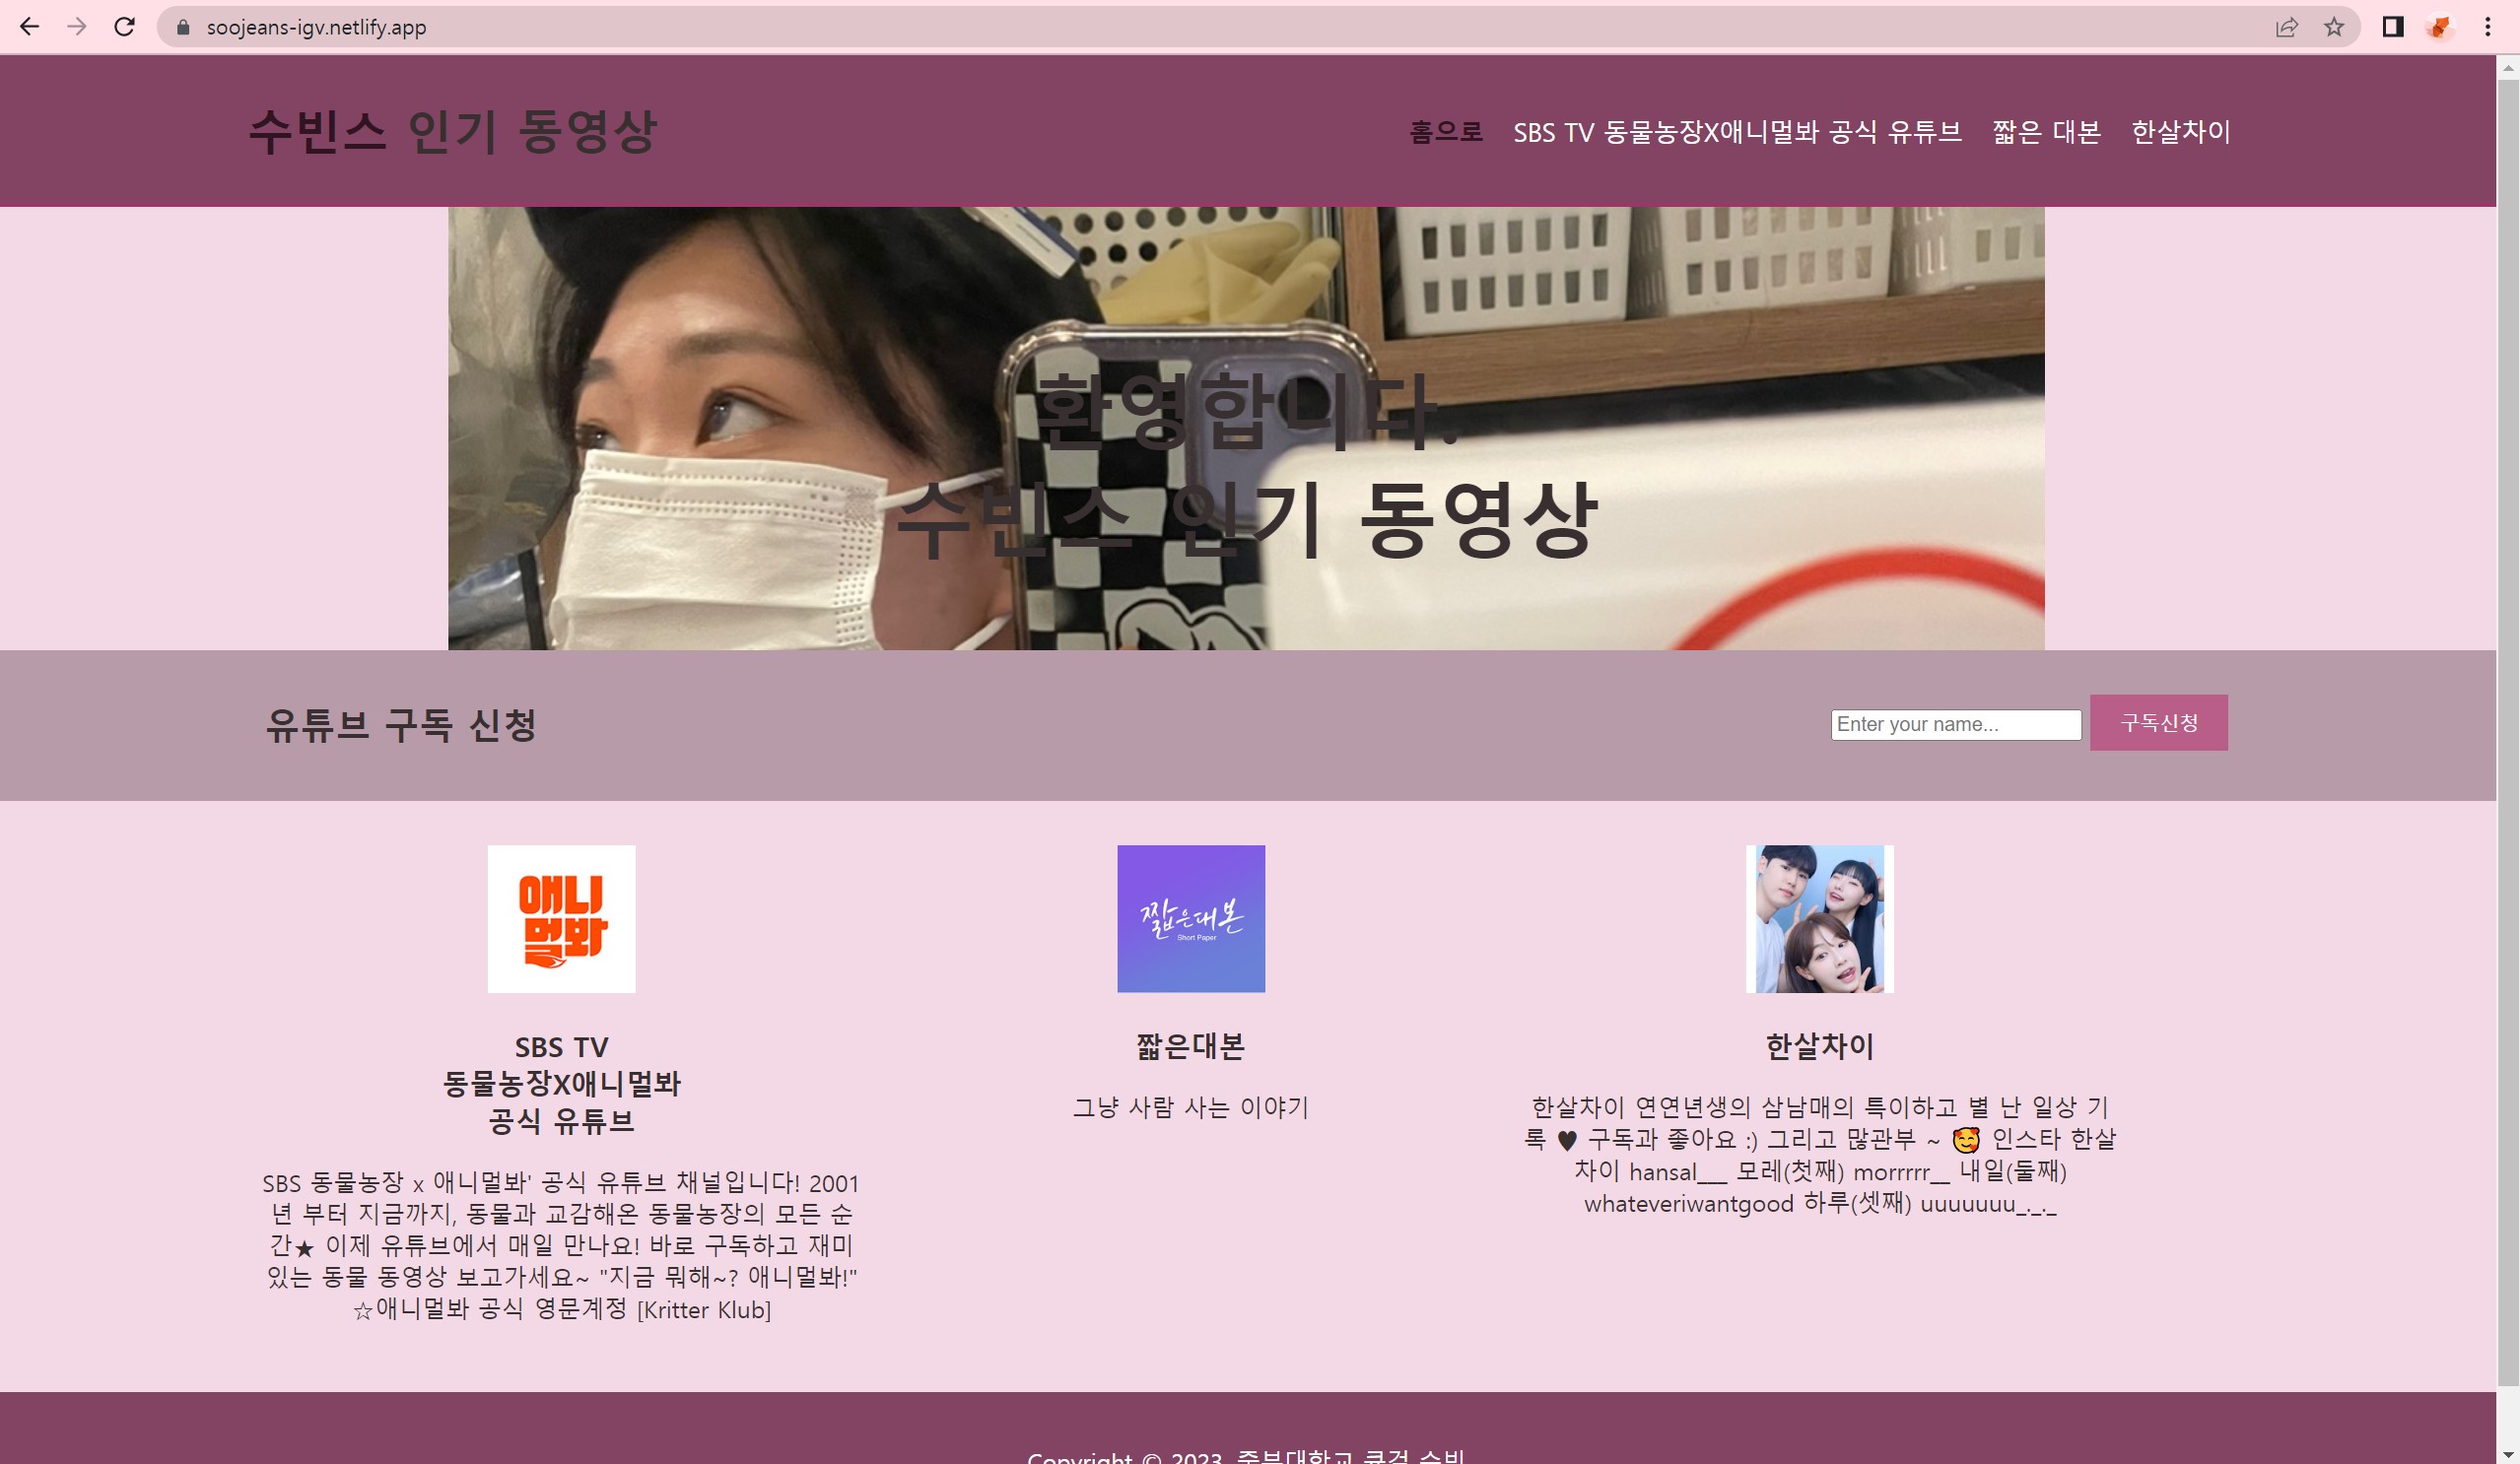 soojeans-igv.netlify.app
수빈스 인기 동영상
홈으로 SBS TV 동물농장X애니멀봐 공식 유튜브 짧은 대본 한살차이
환영합니다.
수빈스 인기 동영상
유튜브 구독 신청
Enter your name... 구독신청
애니
멀봐
짧은대본
Short Paper
SBS TV
동물농장X애니멀봐
공식 유튜브
SBS 동물농장 x 애니멀봐' 공식 유튜브 채널입니다! 2001
년 부터 지금까지, 동물과 교감해온 동물농장의 모든 순
간★ 이제 유튜브에서 매일 만나요! 바로 구독하고 재미
있는 동물 동영상 보고가세요~ "지금 뭐해~? 애니멀봐!"
☆애니멀봐 공식 영문계정 [Kritter Klub]
짧은대본
그냥 사람 사는 이야기
한살차이
한살차이 연연년생의 삼남매의 특이하고 별 난 일상 기
록 ♥ 구독과 좋아요 :) 그리고 많관부 ~ 🥰 인스타 한살
차이 hansal___ 모레(첫째) morrrrr__ 내일(둘째)
whateveriwantgood 하루(셋째) uuuuuuu_._._
Copyright © 2023. 중부대학교